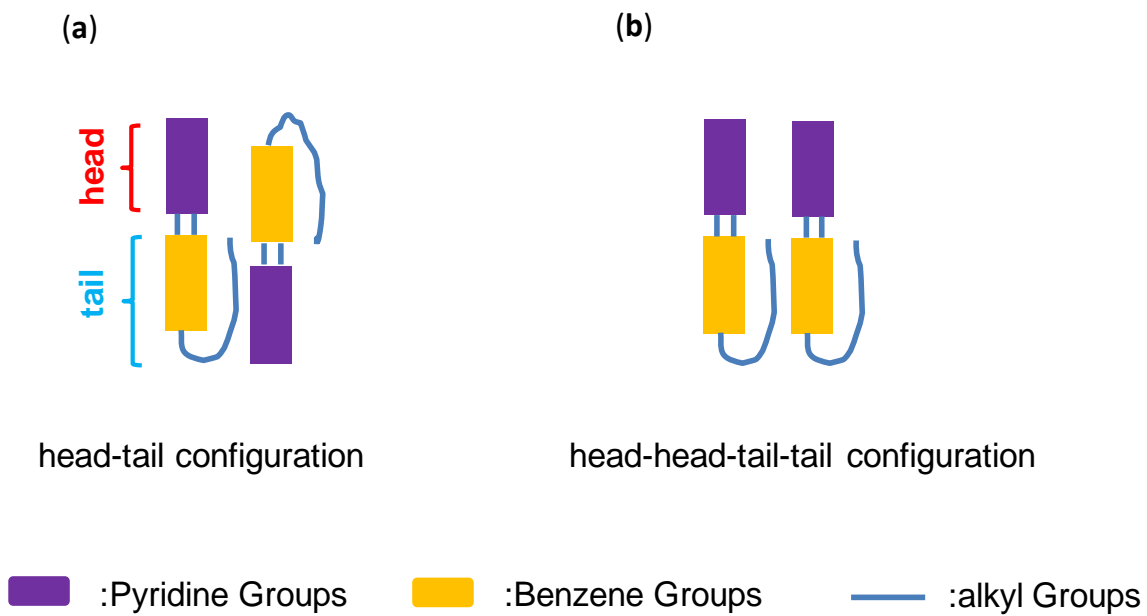 (a)
(b)
head
tail
head-tail configuration
head-head-tail-tail configuration
:Pyridine Groups
:Benzene Groups
:alkyl Groups